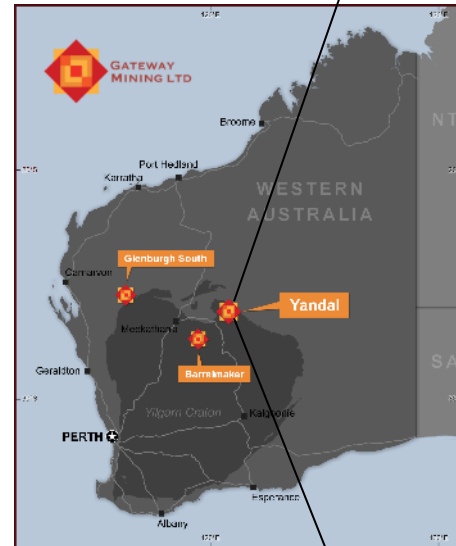 GATEWAY
MINING LTD
Broome
NT
Port Hedland
Karratha
WESTERN
AUSTRALIA
Glenburgh South
Carnarvon
Yandal
Meekatharra
SA
Geraldton
Barrelmaker
Yilgarn Craton
Kalgoorlie
PERTH
Esperance
Albany